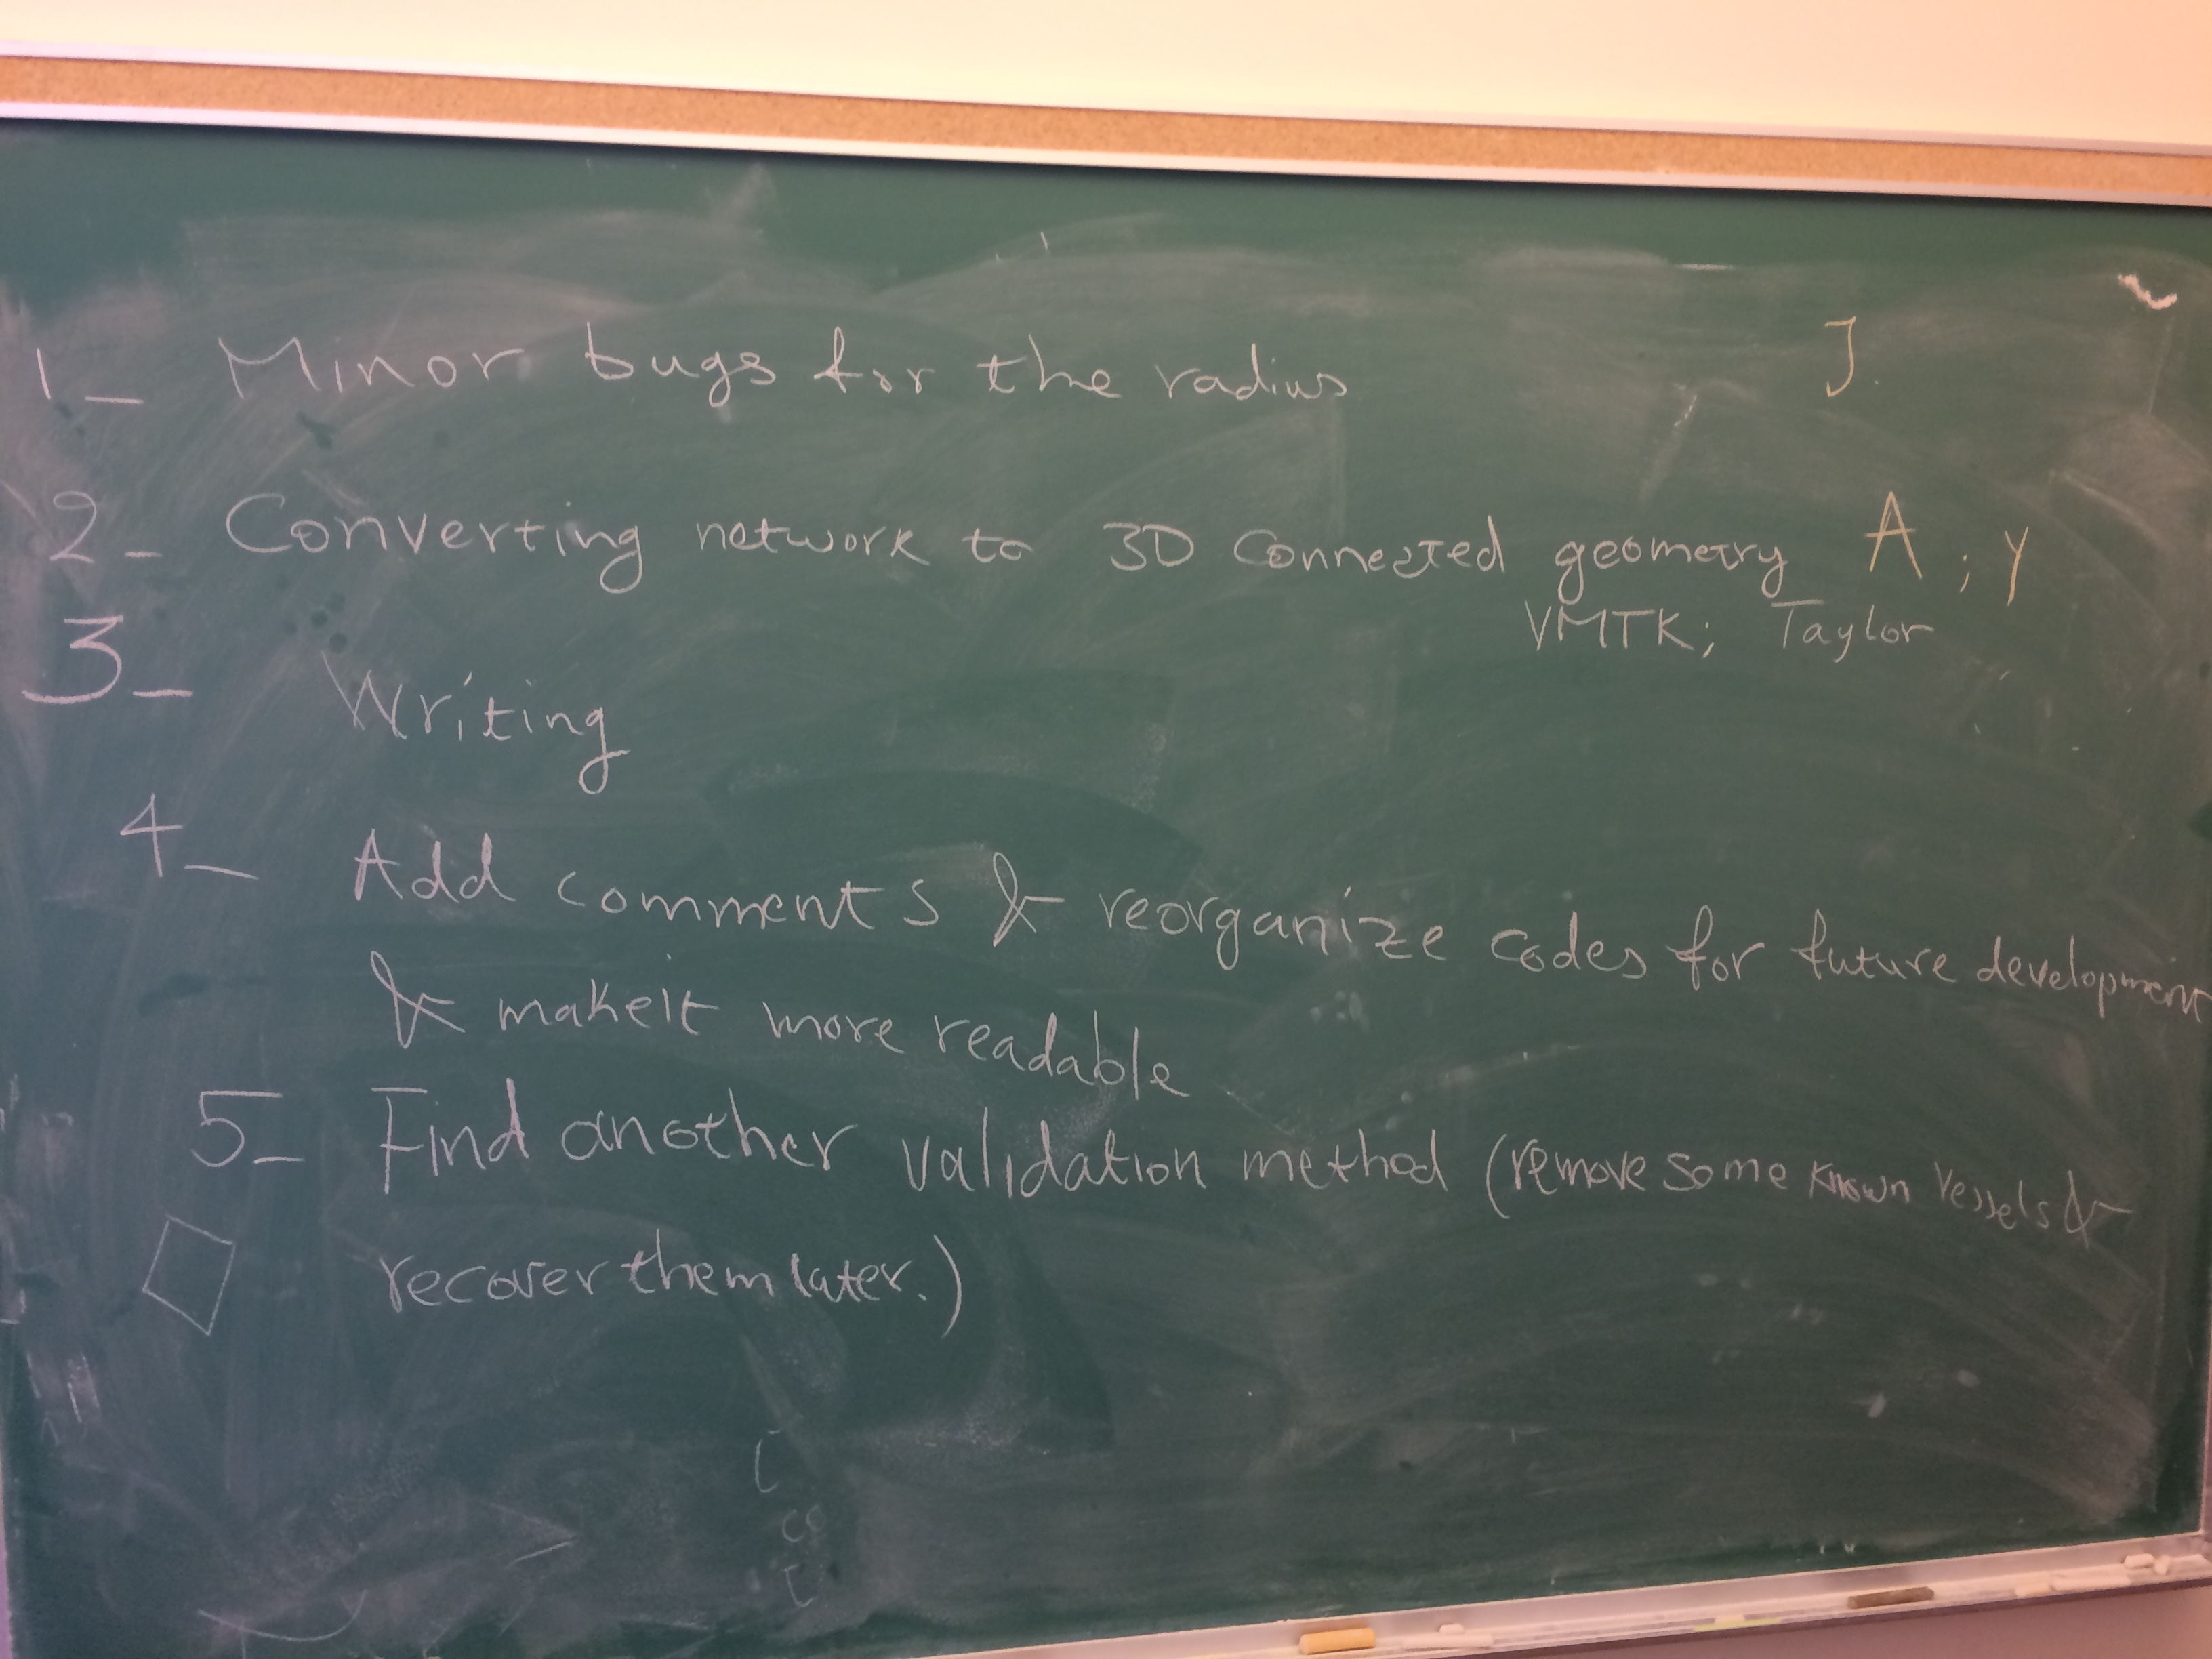 1_ Minor bugs for the radius J.
2_ Converting network to 3D connected geometry A ; Y
VMTK; Taylor
3_ Writing
4_ Add comments & reorganize codes for future development
& make it more readable
5_ Find another validation method (remove some known vessels &
recover them later.)